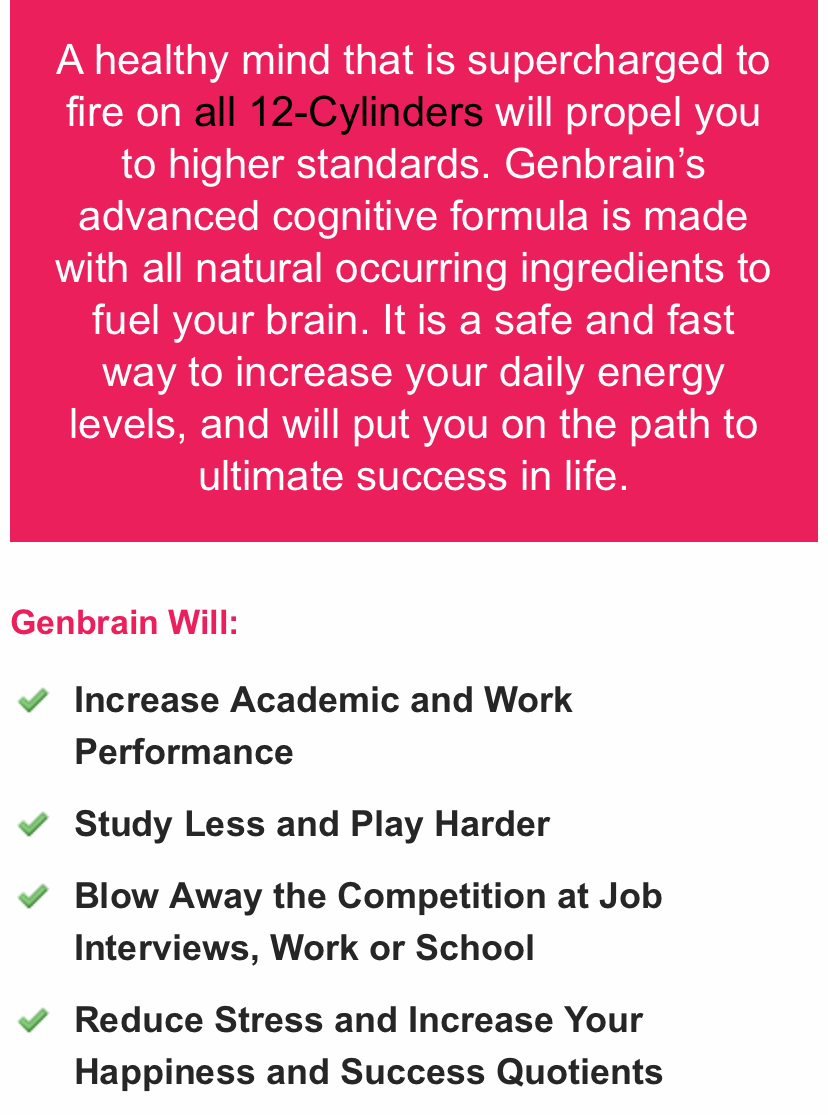 A healthy mind that is supercharged to
fire on all 12-Cylinders will propel you
to higher standards. Genbrain’s
advanced cognitive formula is made
with all natural occurring ingredients to
fuel your brain. It is a safe and fast
way to increase your daily energy
levels, and will put you on the path to
ultimate success in life.
Genbrain Will:
Increase Academic and Work
Performance
Study Less and Play Harder
Blow Away the Competition at Job
Interviews, Work or School
Reduce Stress and Increase Your
Happiness and Success Quotients